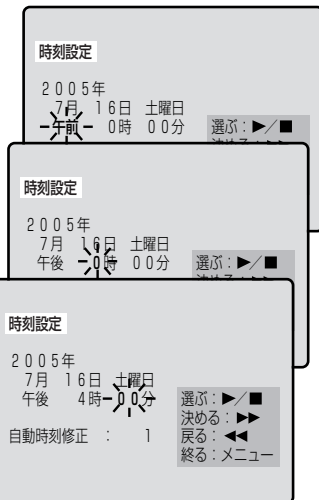 時刻設定
2005年
7月 16日 土曜日
午前 0時 00分
選ぶ：▶／■
時刻設定
2005年
7月 16日 土曜日
午後 0時 00分
選ぶ：▶／■
時刻設定
2005年
7月 16日 土曜日
午後 4時 00分
選ぶ：▶／■
決める：▶▶
自動時刻修正 ： 1
戻る：◀◀
終る：メニュー